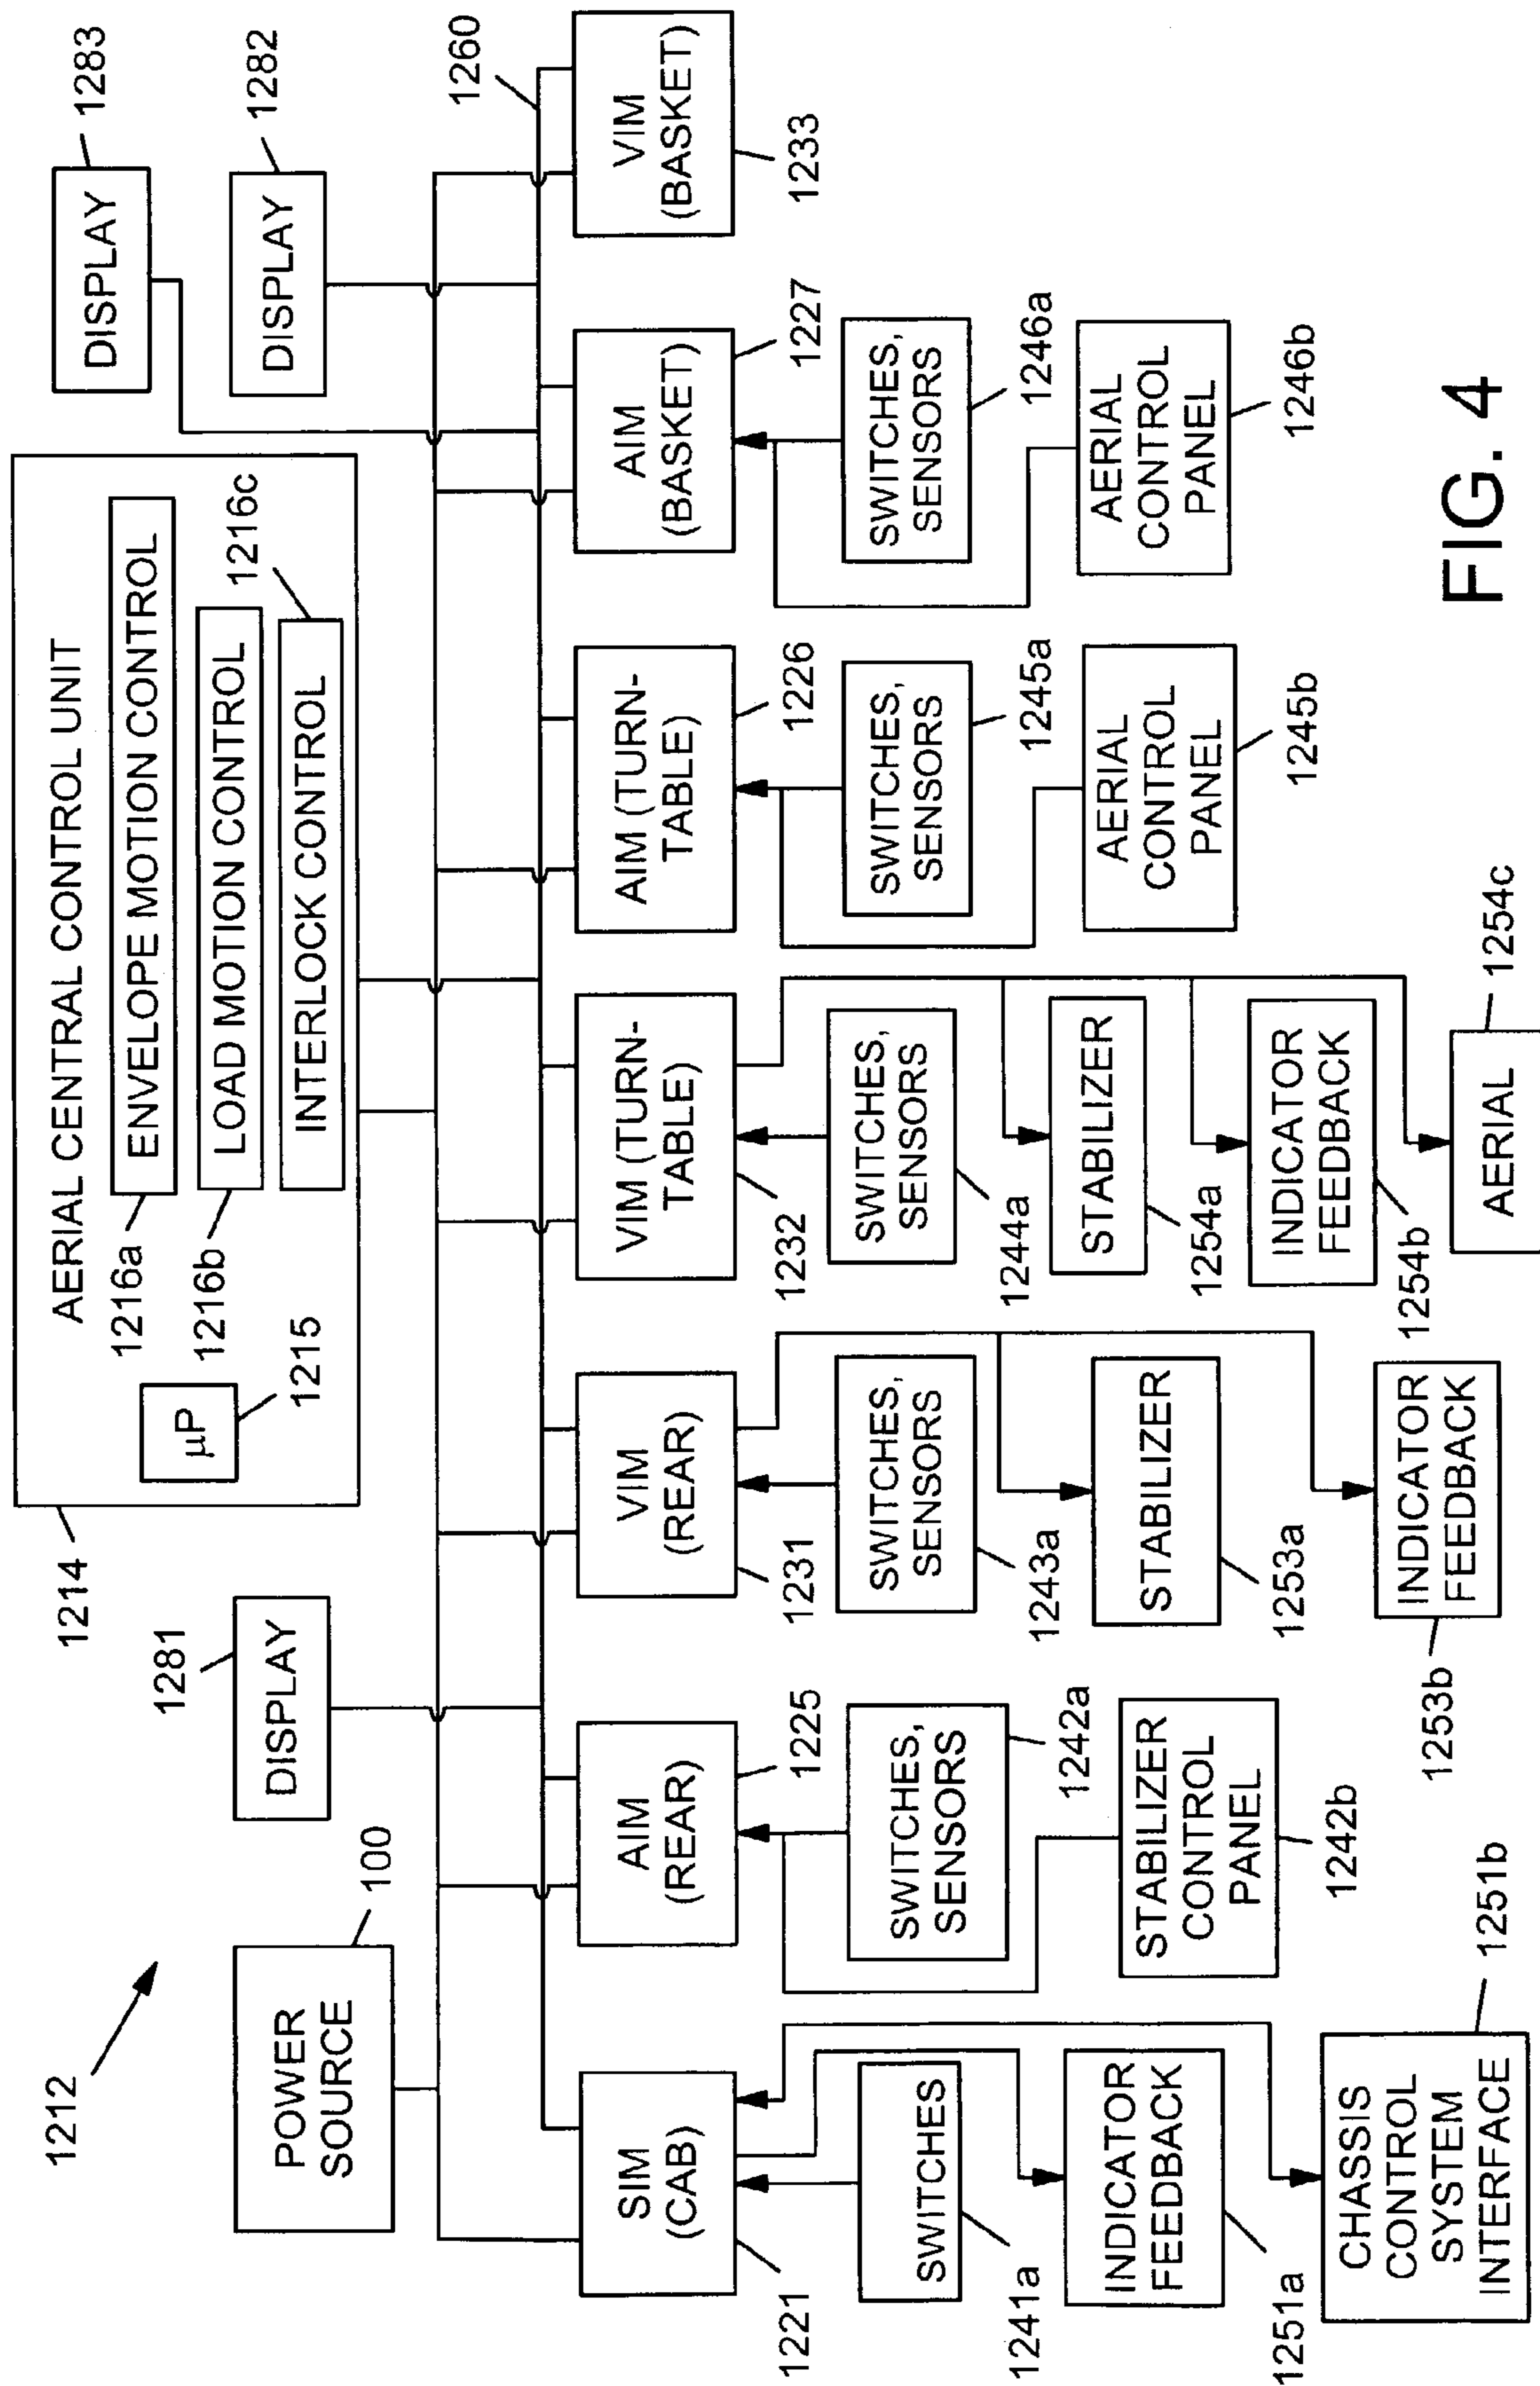 1212
POWER
SOURCE
100
DISPLAY
1281
1214
AERIAL CENTRAL CONTROL UNIT
μP
1215
ENVELOPE MOTION CONTROL
1216a
LOAD MOTION CONTROL
1216b
INTERLOCK CONTROL
1216c
DISPLAY
1283
DISPLAY
1282
1260
SIM
(CAB)
1221
SWITCHES
1241a
INDICATOR
FEEDBACK
1251a
CHASSIS
CONTROL
SYSTEM
INTERFACE
1251b
AIM
(REAR)
1225
SWITCHES,
SENSORS
1242a
STABILIZER
CONTROL
PANEL
1242b
VIM
(REAR)
1231
SWITCHES,
SENSORS
1243a
STABILIZER
1253a
INDICATOR
FEEDBACK
1253b
VIM (TURN-
TABLE)
1232
SWITCHES,
SENSORS
1244a
STABILIZER
1254a
INDICATOR
FEEDBACK
1254b
AERIAL
1254c
AIM (TURN-
TABLE)
1226
SWITCHES,
SENSORS
1245a
AERIAL
CONTROL
PANEL
1245b
AIM
(BASKET)
1227
SWITCHES,
SENSORS
1246a
AERIAL
CONTROL
PANEL
1246b
VIM
(BASKET)
1233
FIG. 4